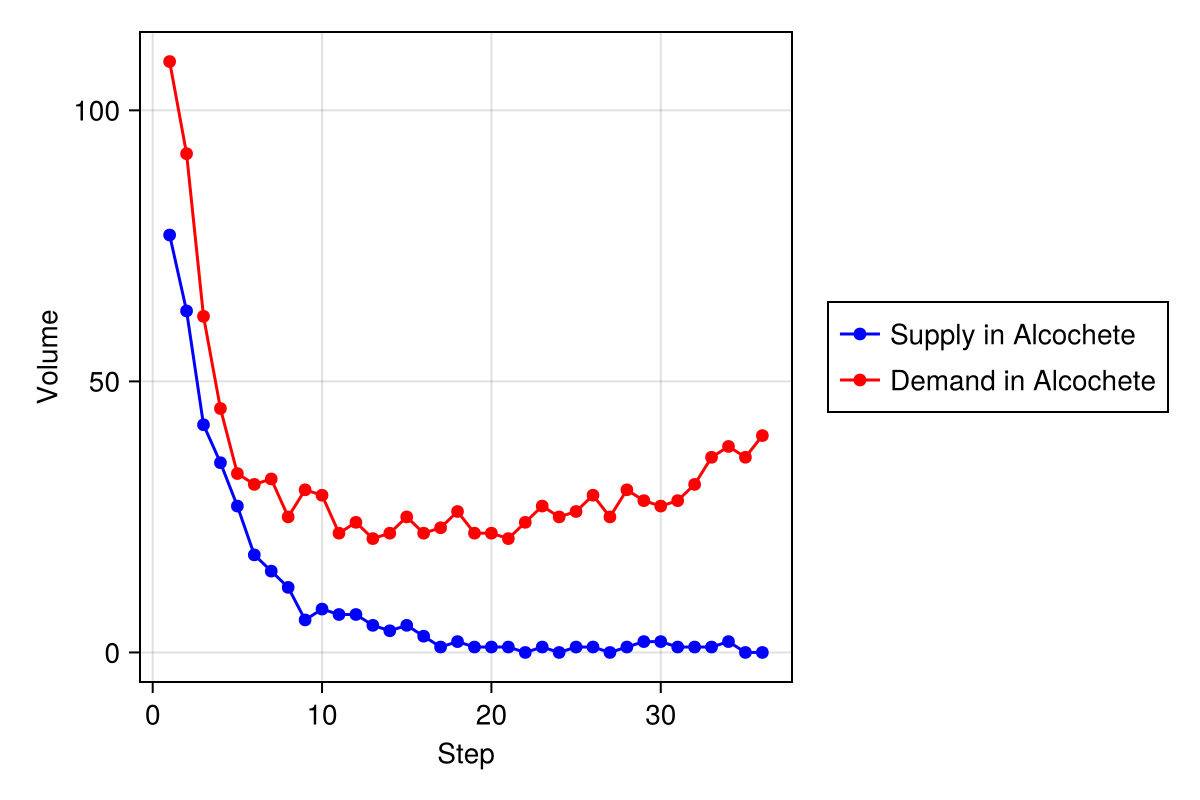 100
50
0
Volume
0 10 20 30
Step
Supply in Alcochete
Demand in Alcochete